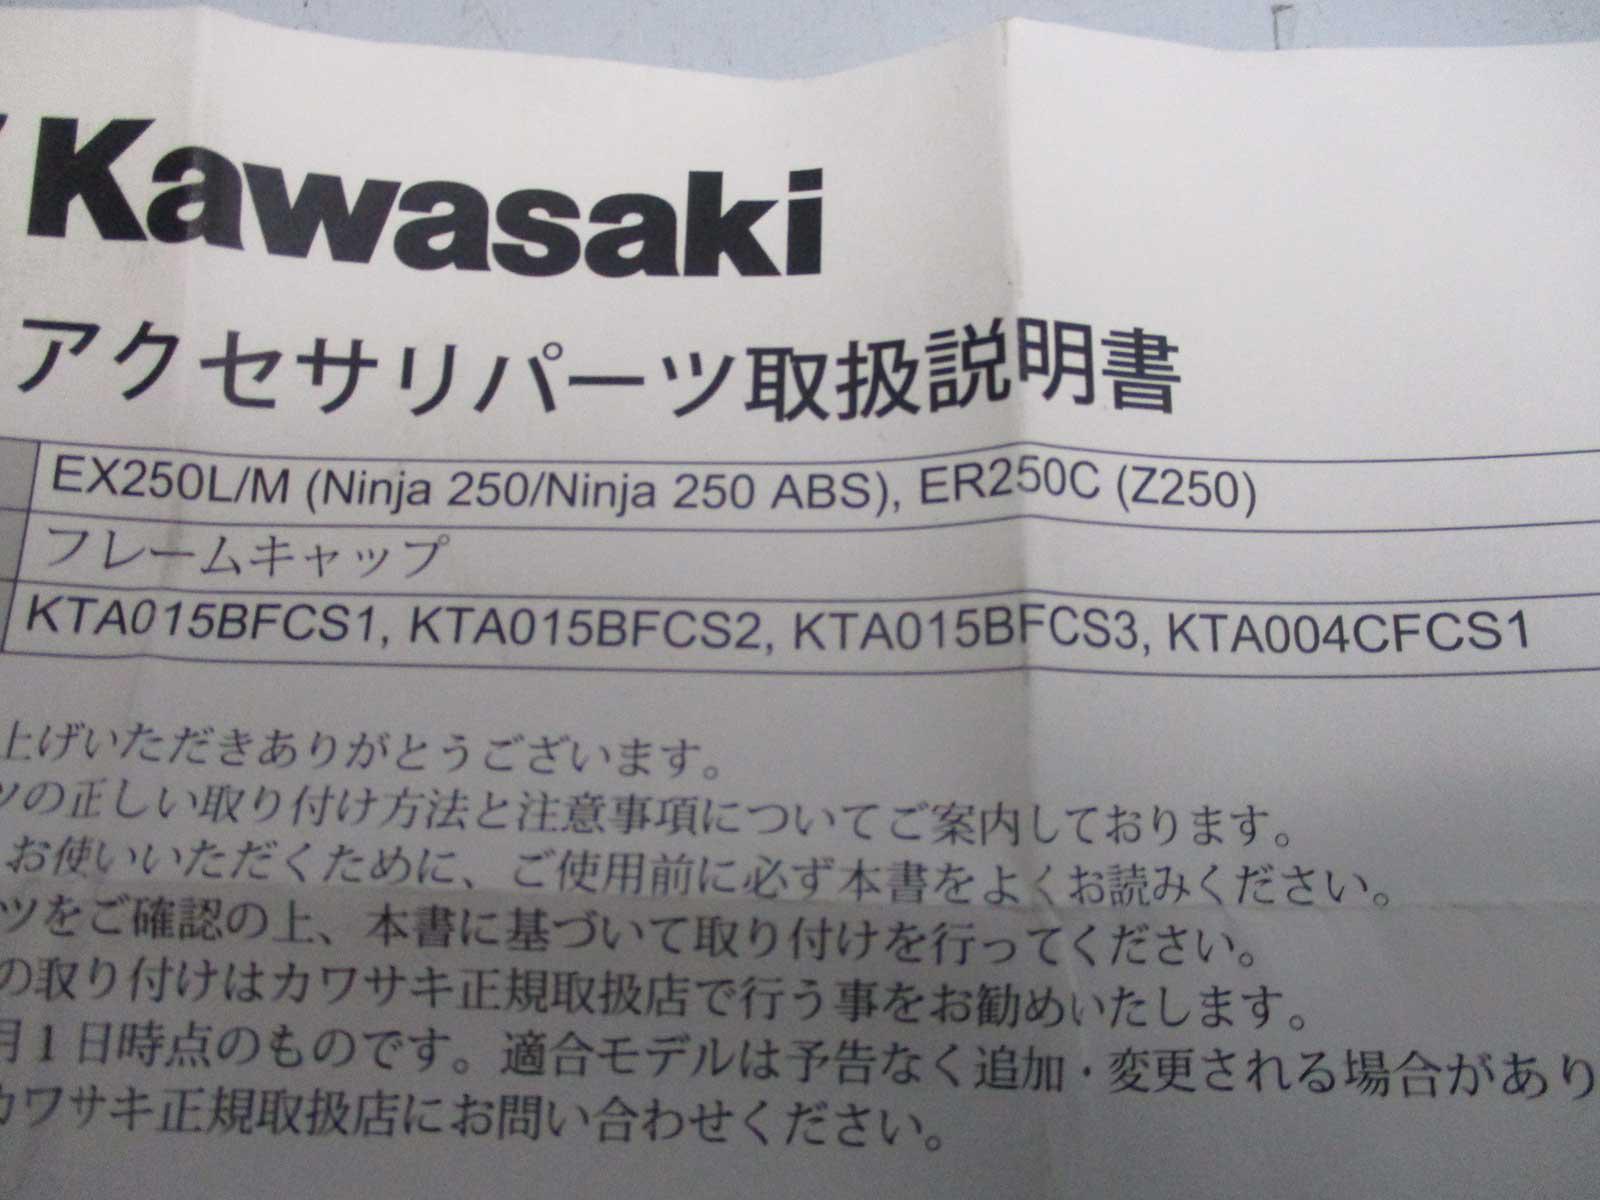 Kawasaki
アクセサリパーツ取扱説明書
EX250L/M (Ninja 250/Ninja 250 ABS), ER250C (Z250)
フレームキャップ
KTA015BFCS1, KTA015BFCS2, KTA015BFCS3, KTA004CFCS1
上げいただきありがとうございます。
ツの正しい取り付け方法と注意事項についてご案内しております。
お使いいただくために、ご使用前に必ず本書をよくお読みください。
ツをご確認の上、本書に基づいて取り付けを行ってください。
の取り付けはカワサキ正規取扱店で行う事をお勧めいたします。
月1日時点のものです。適合モデルは予告なく追加・変更される場合があり
カワサキ正規取扱店にお問い合わせください。